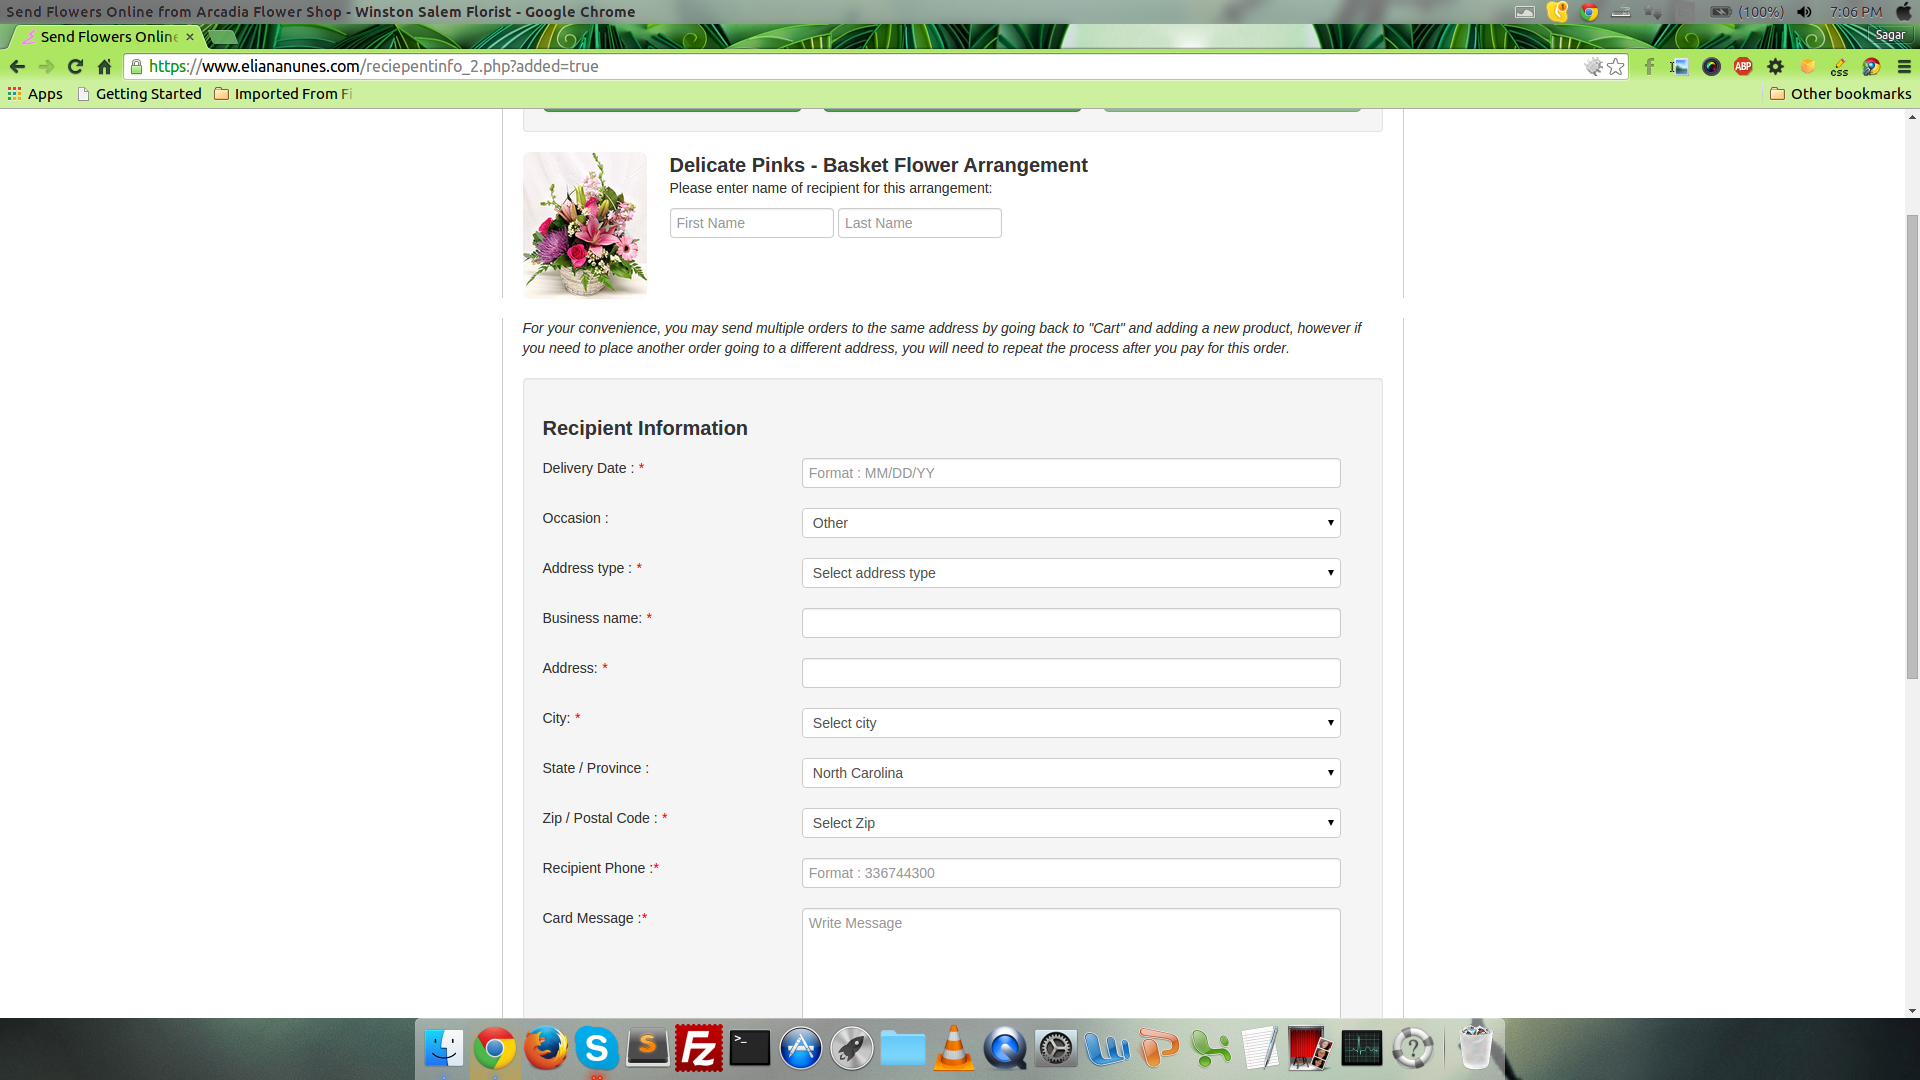 Send Flowers Online from Arcadia Flower Shop - Winston Salem Florist - Google Chrome
(100%) 7:06 PM
Send Flowers Online ×
Sagar
https://www.eliananunes.com/reciepentinfo_2.php?added=true
f ABP css
Apps Getting Started Imported From Fi Other bookmarks
Delicate Pinks - Basket Flower Arrangement
Please enter name of recipient for this arrangement:
First Name Last Name
For your convenience, you may send multiple orders to the same address by going back to "Cart" and adding a new product, however if
you need to place another order going to a different address, you will need to repeat the process after you pay for this order.
Recipient Information
Delivery Date : * Format : MM/DD/YY
Occasion : Other
Address type : * Select address type
Business name: *
Address: *
City: * Select city
State / Province : North Carolina
Zip / Postal Code : * Select Zip
Recipient Phone :* Format : 336744300
Card Message :* Write Message
S S Fz >_ ?